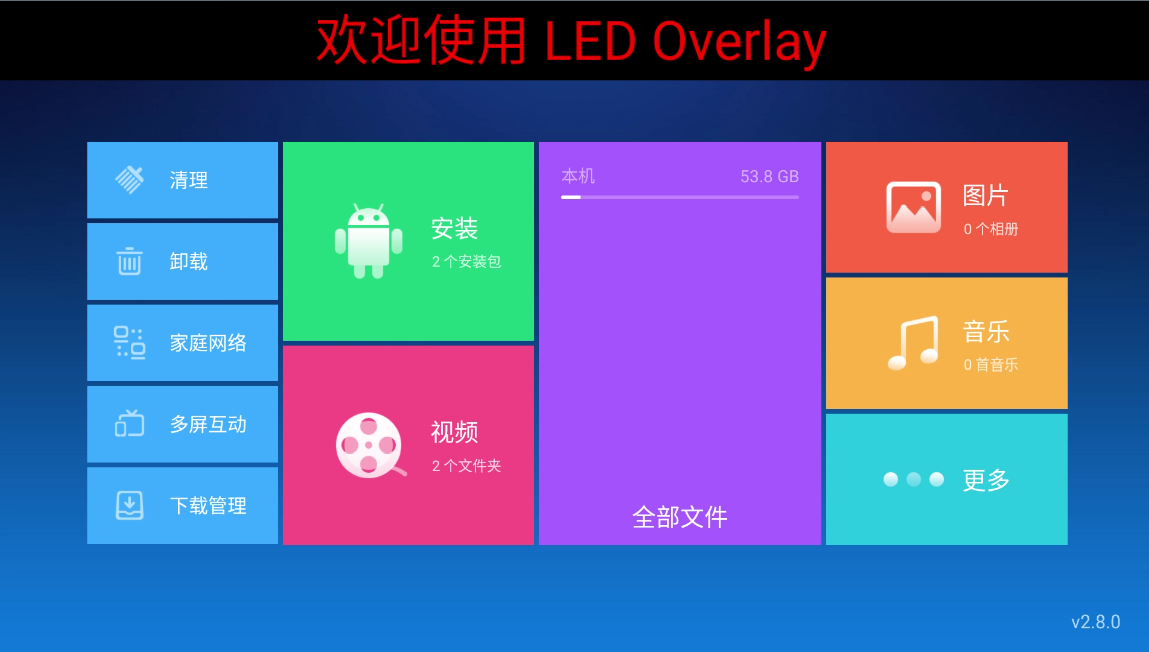 欢迎使用 LED Overlay
清理
卸载
家庭网络
多屏互动
下载管理
安装
2 个安装包
视频
2 个文件夹
本机
53.8 GB
全部文件
图片
0 个相册
音乐
0 首音乐
更多
v2.8.0